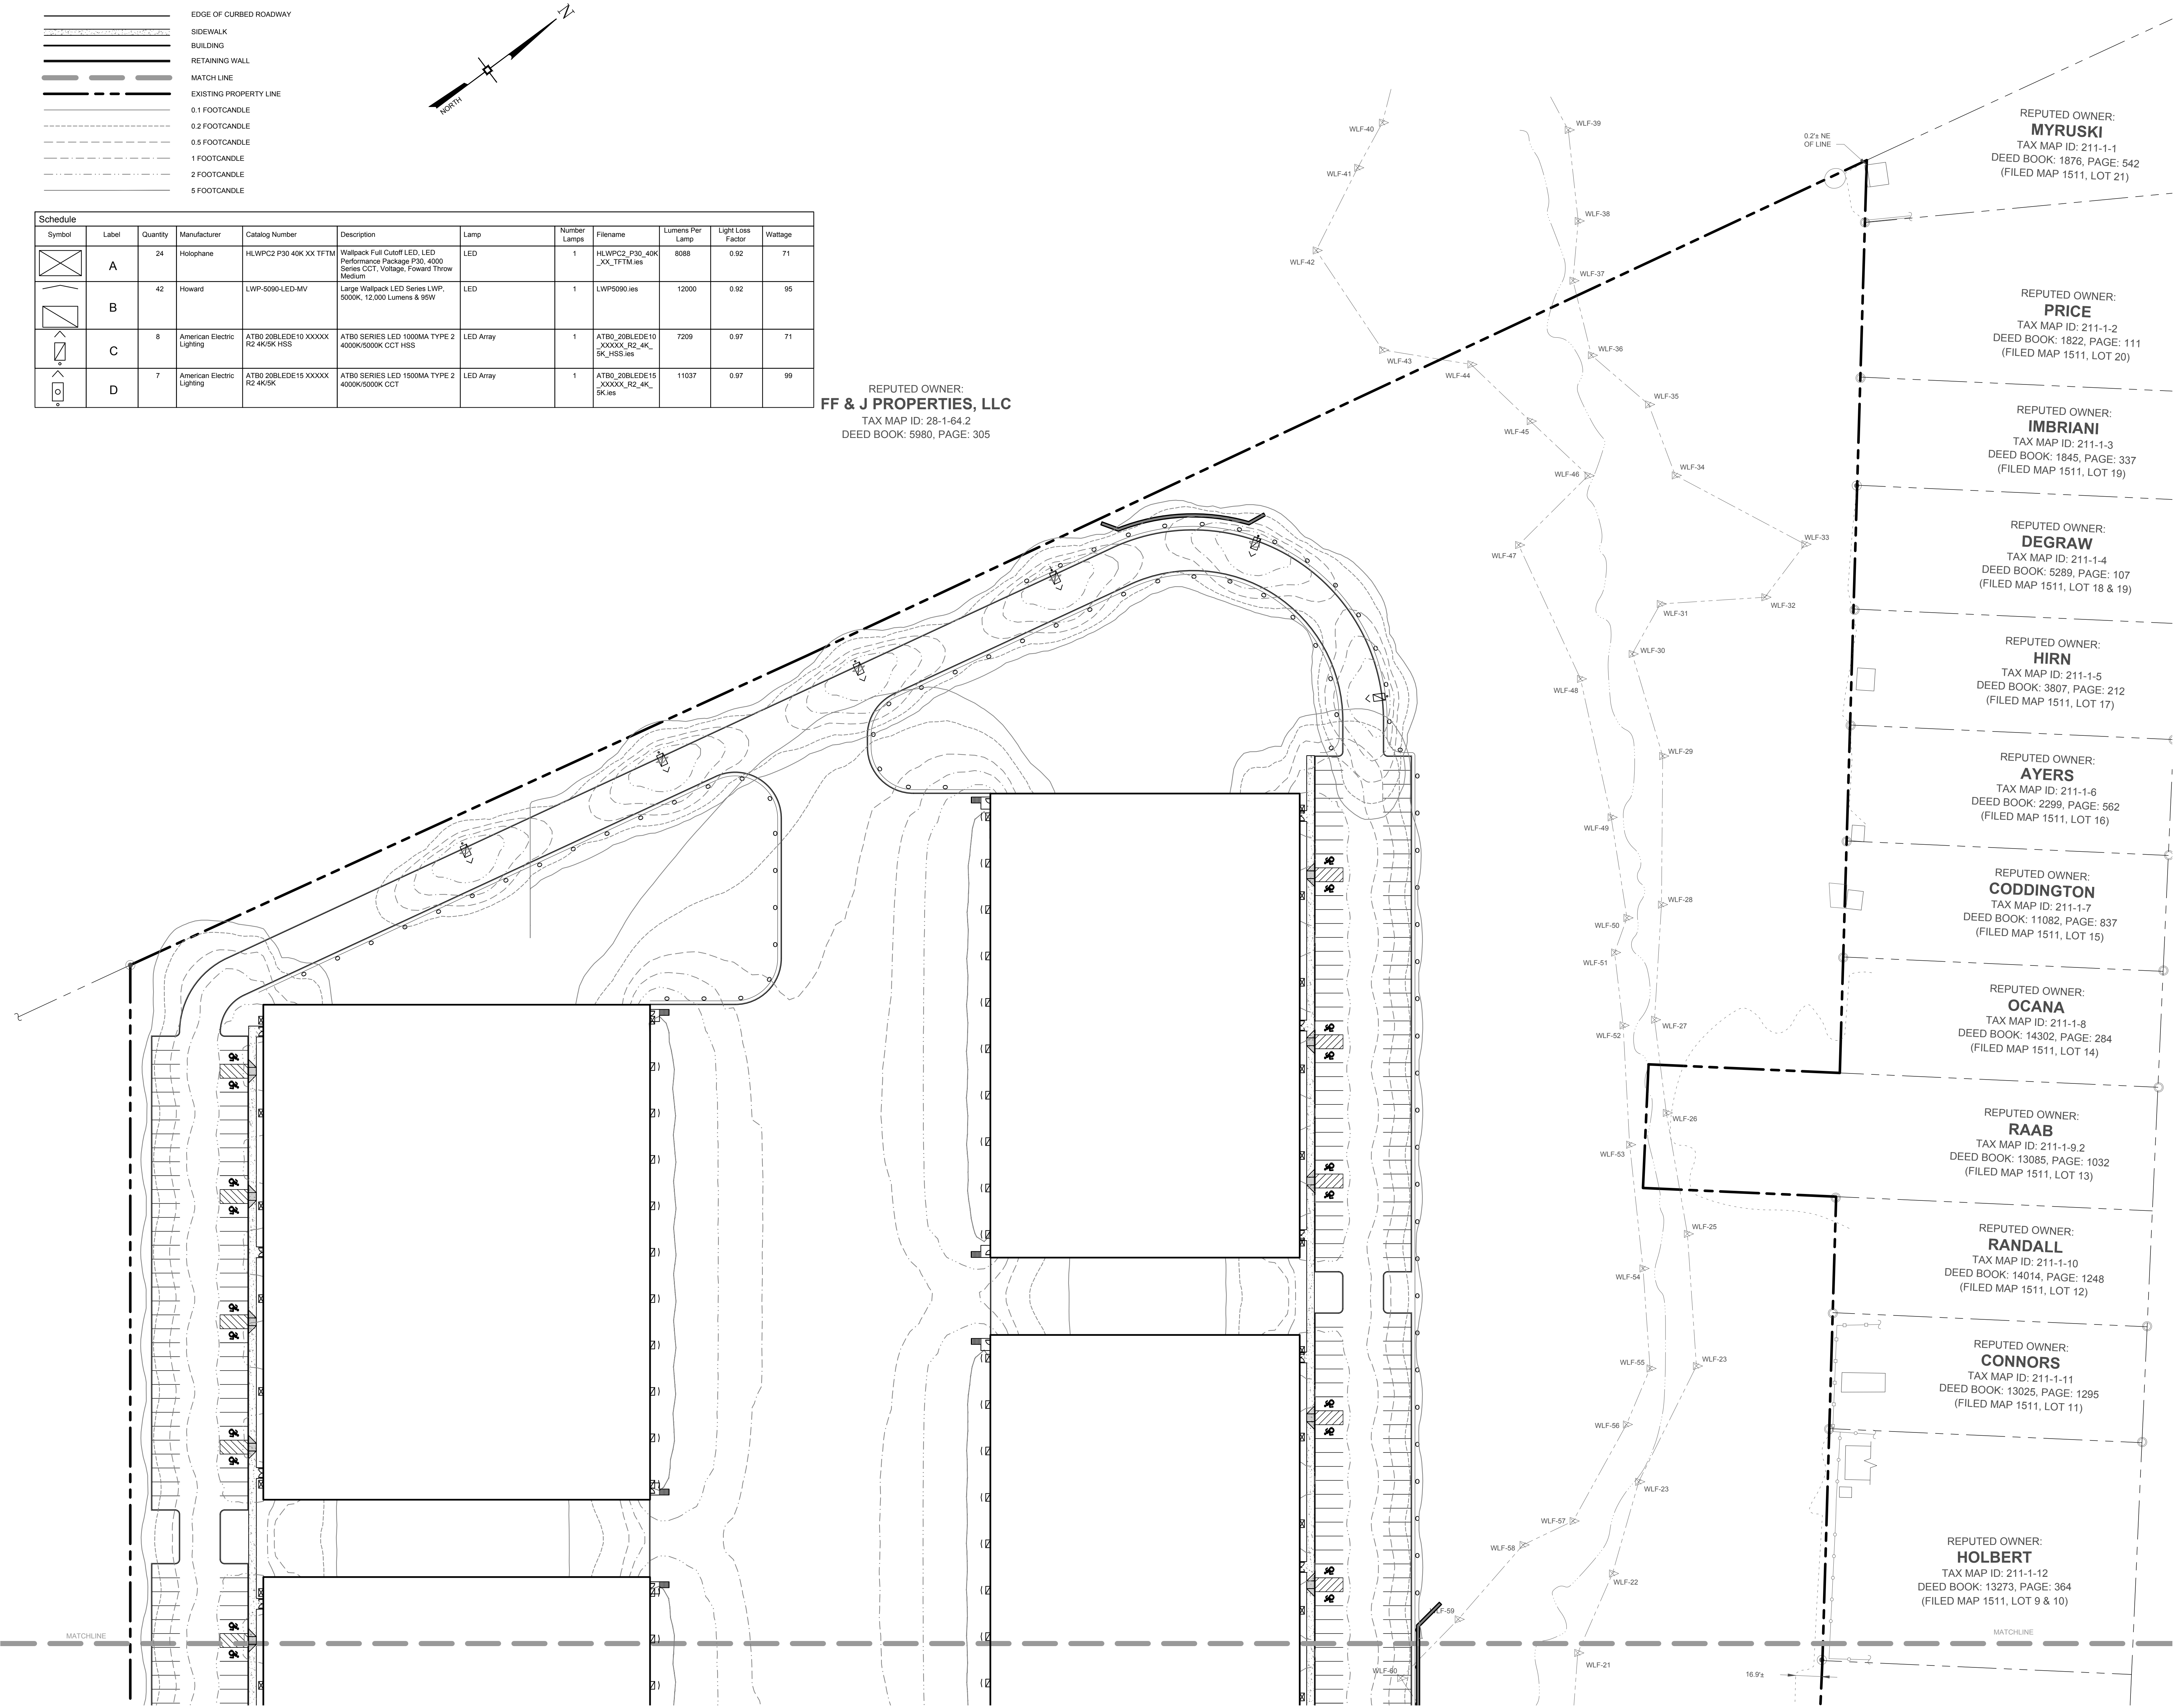 EDGE OF CURBED ROADWAY
SIDEWALK
BUILDING
RETAINING WALL
MATCH LINE
EXISTING PROPERTY LINE
0.1 FOOTCANDLE
0.2 FOOTCANDLE
0.5 FOOTCANDLE
1 FOOTCANDLE
2 FOOTCANDLE
5 FOOTCANDLE
N
NORTH
Schedule
Symbol Label Quantity Manufacturer Catalog Number Description Lamp Number Lamps Filename Lumens Per Lamp Light Loss Factor Wattage
A 24 Holophane HLWPC2 P30 40K XX TFTM Wallpack Full Cutoff LED, LED Performance Package P30, 4000 Series CCT, Voltage, Foward Throw Medium LED 1 HLWPC2_P30_40K_XX_TFTM.ies 8088 0.92 71
B 42 Howard LWP-5090-LED-MV Large Wallpack LED Series LWP, 5000K, 12,000 Lumens & 95W LED 1 LWP5090.ies 12000 0.92 95
C 8 American Electric Lighting ATB0 20BLEDE10 XXXXX R2 4K/5K HSS ATB0 SERIES LED 1000MA TYPE 2 4000K/5000K CCT HSS LED Array 1 ATB0_20BLEDE10_XXXXX_R2_4K_5K_HSS.ies 7209 0.97 71
D 7 American Electric Lighting ATB0 20BLEDE15 XXXXX R2 4K/5K ATB0 SERIES LED 1500MA TYPE 2 4000K/5000K CCT LED Array 1 ATB0_20BLEDE15_XXXXX_R2_4K_5K.ies 11037 0.97 99
REPUTED OWNER:
FF & J PROPERTIES, LLC
TAX MAP ID: 28-1-64.2
DEED BOOK: 5980, PAGE: 305
WLF-40
WLF-41
WLF-42
WLF-43
WLF-44
WLF-45
WLF-46
WLF-47
WLF-48
WLF-49
WLF-50
WLF-51
WLF-52
WLF-53
WLF-54
WLF-55
WLF-56
WLF-57
WLF-58
WLF-60
WLF-39
WLF-38
WLF-37
WLF-36
WLF-35
WLF-34
WLF-33
WLF-32
WLF-31
WLF-30
WLF-29
WLF-28
WLF-27
WLF-26
WLF-25
WLF-23
WLF-23
WLF-22
WLF-21
LF-59
0.2'± NE
OF LINE
REPUTED OWNER:
MYRUSKI
TAX MAP ID: 211-1-1
DEED BOOK: 1876, PAGE: 542
(FILED MAP 1511, LOT 21)
REPUTED OWNER:
PRICE
TAX MAP ID: 211-1-2
DEED BOOK: 1822, PAGE: 111
(FILED MAP 1511, LOT 20)
REPUTED OWNER:
IMBRIANI
TAX MAP ID: 211-1-3
DEED BOOK: 1845, PAGE: 337
(FILED MAP 1511, LOT 19)
REPUTED OWNER:
DEGRAW
TAX MAP ID: 211-1-4
DEED BOOK: 5289, PAGE: 107
(FILED MAP 1511, LOT 18 & 19)
REPUTED OWNER:
HIRN
TAX MAP ID: 211-1-5
DEED BOOK: 3807, PAGE: 212
(FILED MAP 1511, LOT 17)
REPUTED OWNER:
AYERS
TAX MAP ID: 211-1-6
DEED BOOK: 2299, PAGE: 562
(FILED MAP 1511, LOT 16)
REPUTED OWNER:
CODDINGTON
TAX MAP ID: 211-1-7
DEED BOOK: 11082, PAGE: 837
(FILED MAP 1511, LOT 15)
REPUTED OWNER:
OCANA
TAX MAP ID: 211-1-8
DEED BOOK: 14302, PAGE: 284
(FILED MAP 1511, LOT 14)
REPUTED OWNER:
RAAB
TAX MAP ID: 211-1-9.2
DEED BOOK: 13085, PAGE: 1032
(FILED MAP 1511, LOT 13)
REPUTED OWNER:
RANDALL
TAX MAP ID: 211-1-10
DEED BOOK: 14014, PAGE: 1248
(FILED MAP 1511, LOT 12)
REPUTED OWNER:
CONNORS
TAX MAP ID: 211-1-11
DEED BOOK: 13025, PAGE: 1295
(FILED MAP 1511, LOT 11)
REPUTED OWNER:
HOLBERT
TAX MAP ID: 211-1-12
DEED BOOK: 13273, PAGE: 364
(FILED MAP 1511, LOT 9 & 10)
MATCHLINE
MATCHLINE
16.9'±